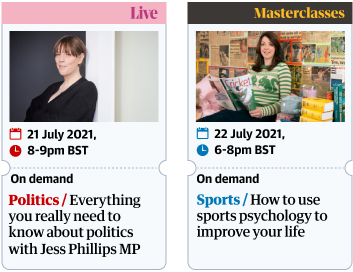 Live
21 July 2021,
8-9pm BST
On demand
Politics / Everything
you really need to
know about politics
with Jess Phillips MP
Masterclasses
Cricket
22 July 2021,
6-8pm BST
On demand
Sports / How to use
sports psychology to
improve your life